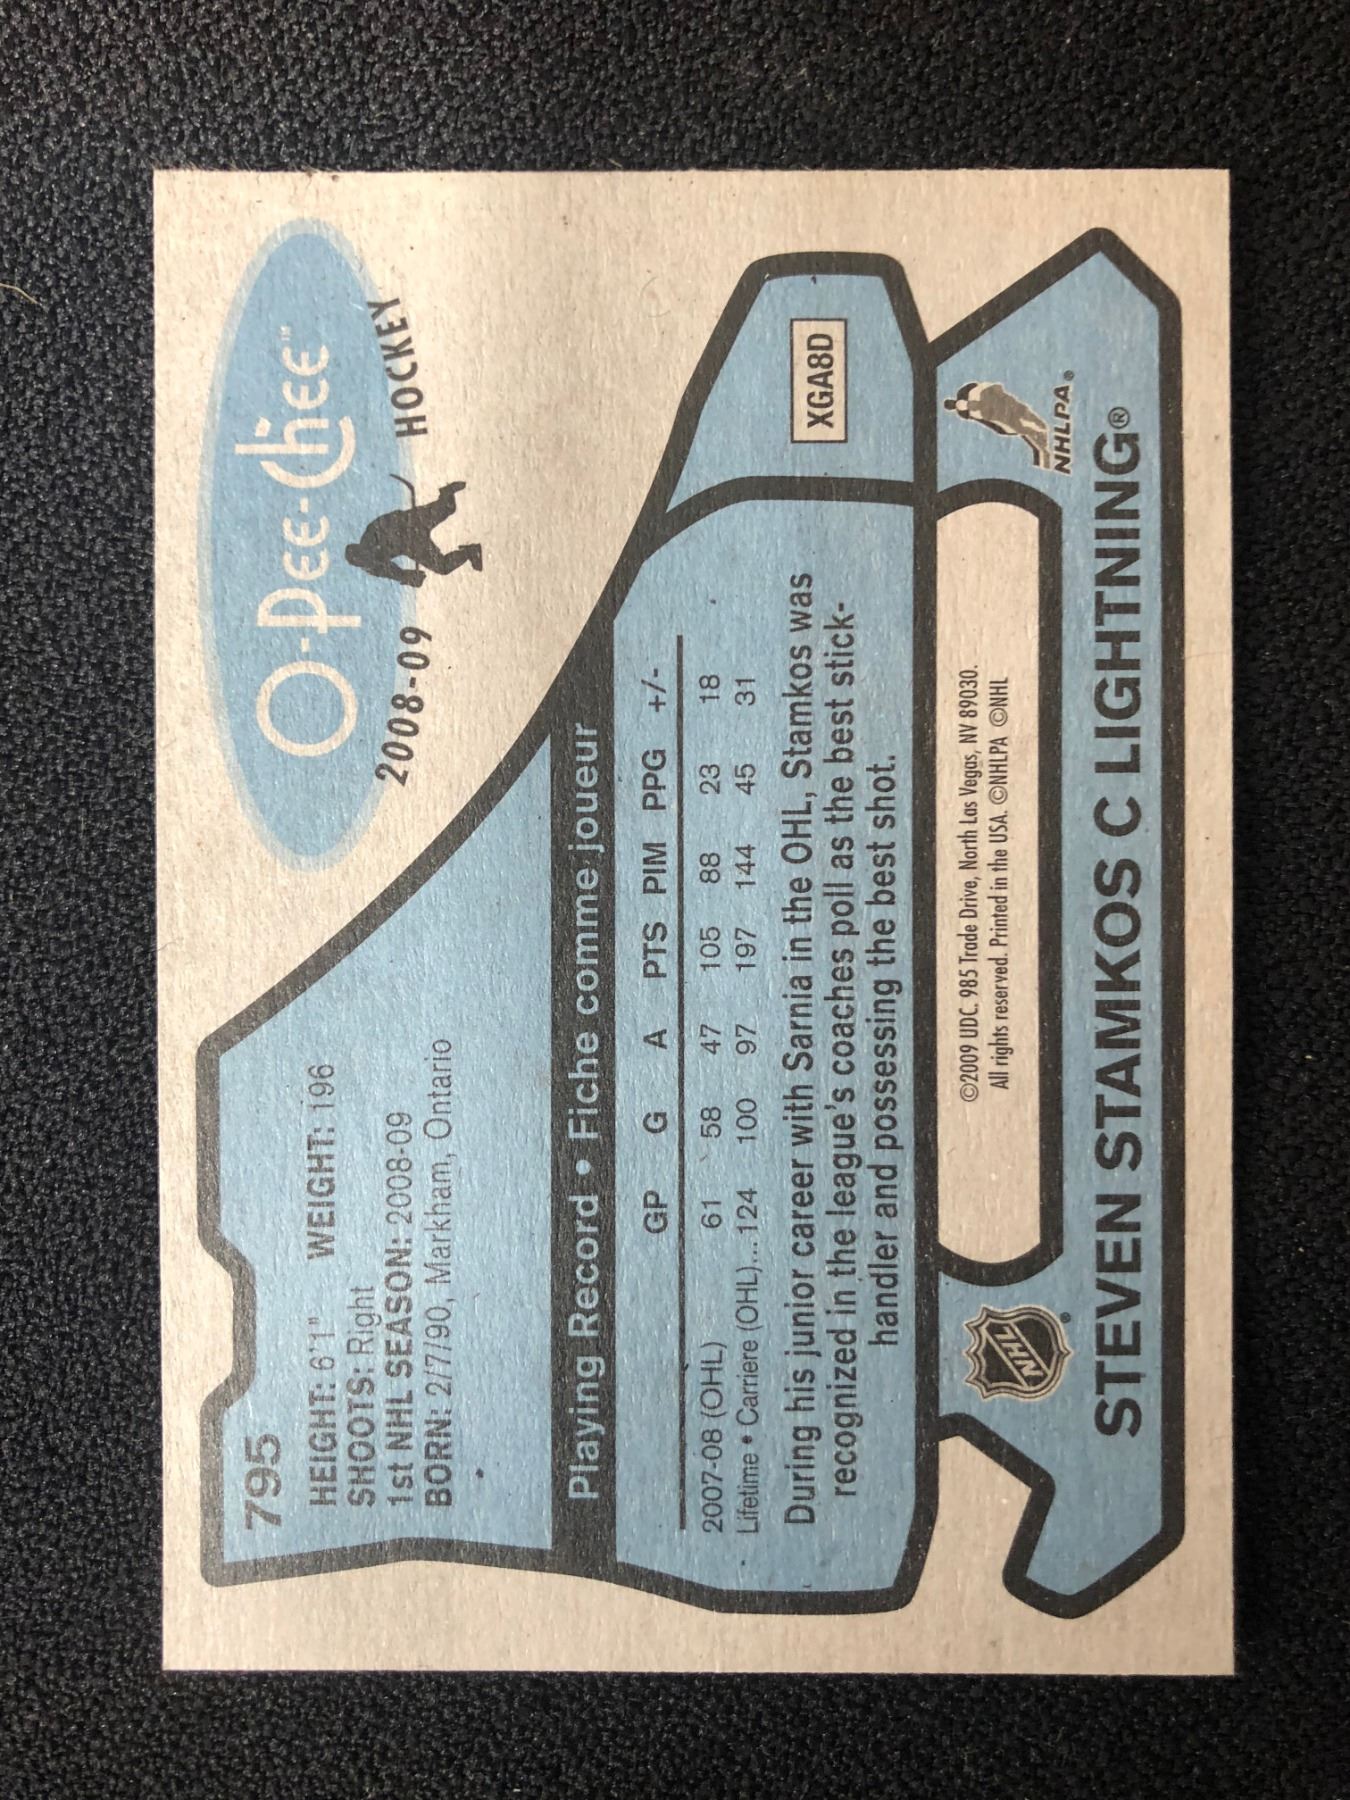 795
HEIGHT: 6'1" WEIGHT: 196
SHOOTS: Right
1st NHL SEASON: 2008-09
BORN: 2/7/90, Markham, Ontario
O-Pee-Chee™
2008-09 HOCKEY
Playing Record • Fiche comme joueur
GP G A PTS PIM PPG +/-
2007-08 (OHL) 61 58 47 105 88 23 18
Lifetime • Carriere (OHL)...124 100 97 197 144 45 31
During his junior career with Sarnia in the OHL, Stamkos was
recognized in the league's coaches poll as the best stick-
handler and possessing the best shot.
XGA8D
NHL®
©2009 UDC. 985 Trade Drive, North Las Vegas, NV 89030.
All rights reserved. Printed in the USA. ©NHLPA ©NHL
NHLPA®
STEVEN STAMKOS C LIGHTNING®